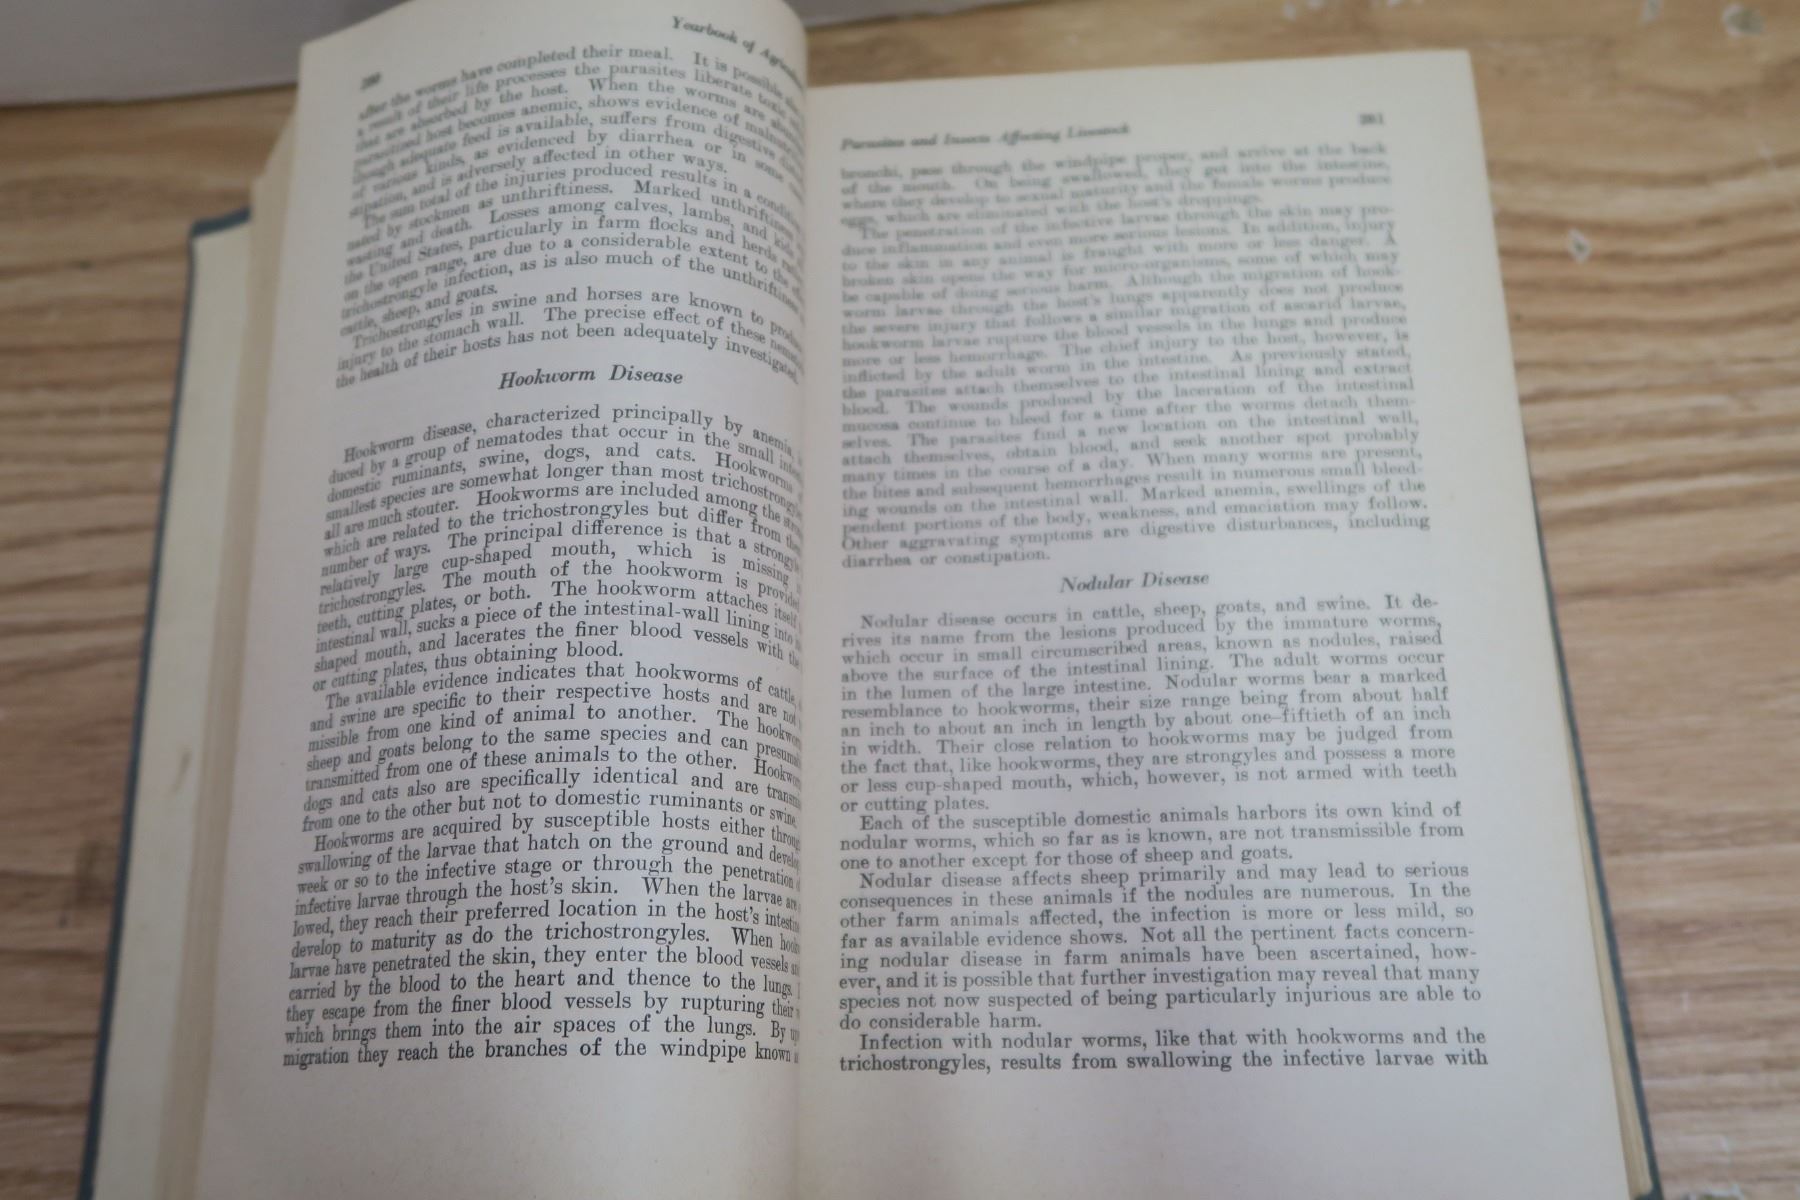 Yearbook of
after the worms have completed their meal. It is possible
a result of their life processes the parasites liberate
that are absorbed by the host. When the worms are
parasitized host becomes anemic, shows evidence of
though adequate feed is available, suffers from digestive
of various kinds, as evidenced by diarrhea or in some
stipation, and is adversely affected in other ways.
The sum total of the injuries produced results in a
nated by stockmen as unthriftiness. Marked unthriftiness
wasting and death. Losses among calves, lambs, and kids
the United States, particularly in farm flocks and herds
on the open range, are due to a considerable extent to the
trichostrongyle infection, as is also much of the unthriftiness
cattle, sheep, and goats.
Trichostrongyles in swine and horses are known to
injury to the stomach wall. The precise effect of these
the health of their hosts has not been adequately investigated.
Hookworm Disease
Hookworm disease, characterized principally by
duced by a group of nematodes that occur in the small
domestic ruminants, swine, dogs, and cats. Hookworms
smallest species are somewhat longer than most
all are much stouter. Hookworms are included among the
which are related to the trichostrongyles but differ from
number of ways. The principal difference is that a
relatively large cup-shaped mouth, which is missing
trichostrongyles. The mouth of the hookworm is provided
teeth, cutting plates, or both. The hookworm attaches itself
intestinal wall, sucks a piece of the intestinal-wall lining into
shaped mouth, and lacerates the finer blood vessels with
or cutting plates, thus obtaining blood.
The available evidence indicates that hookworms of cattle,
and swine are specific to their respective hosts and are not
missible from one kind of animal to another. The
sheep and goats belong to the same species and can
transmitted from one of these animals to the other.
dogs and cats also are specifically identical and are
from one to the other but not to domestic ruminants or swine.
Hookworms are acquired by susceptible hosts either
swallowing of the larvae that hatch on the ground and
week or so to the infective stage or through the penetration
infective larvae through the host's skin. When the larvae are
lowed, they reach their preferred location in the host's
develop to maturity as do the trichostrongyles. When
larvae have penetrated the skin, they enter the blood vessels
carried by the blood to the heart and thence to the lungs.
they escape from the finer blood vessels by rupturing their
which brings them into the air spaces of the lungs. By
migration they reach the branches of the windpipe known
Parasites and Insects Affecting Livestock 381
bronchi, pass through the windpipe proper, and arrive at the back
of the mouth. On being swallowed, they get into the intestine,
where they develop to sexual maturity and the female worms produce
eggs, which are eliminated with the host's droppings.
The penetration of the infective larvae through the skin may pro-
duce inflammation and even more serious lesions. In addition, injury
to the skin in any animal is fraught with more or less danger. A
broken skin opens the way for micro-organisms, some of which may
be capable of doing serious harm. Although the migration of hook-
worm larvae through the host's lungs apparently does not produce
the severe injury that follows a similar migration of ascarid larvae,
hookworm larvae rupture the blood vessels in the lungs and produce
more or less hemorrhage. The chief injury to the host, however, is
inflicted by the adult worm in the intestine. As previously stated,
the parasites attach themselves to the intestinal lining and extract
blood. The wounds produced by the laceration of the intestinal
mucosa continue to bleed for a time after the worms detach them-
selves. The parasites find a new location on the intestinal wall,
attach themselves, obtain blood, and seek another spot probably
many times in the course of a day. When many worms are present,
the bites and subsequent hemorrhages result in numerous small bleed-
ing wounds on the intestinal wall. Marked anemia, swellings of the
pendent portions of the body, weakness, and emaciation may follow.
Other aggravating symptoms are digestive disturbances, including
diarrhea or constipation.
Nodular Disease
Nodular disease occurs in cattle, sheep, goats, and swine. It de-
rives its name from the lesions produced by the immature worms,
which occur in small circumscribed areas, known as nodules, raised
above the surface of the intestinal lining. The adult worms occur
in the lumen of the large intestine. Nodular worms bear a marked
resemblance to hookworms, their size range being from about half
an inch to about an inch in length by about one-fiftieth of an inch
in width. Their close relation to hookworms may be judged from
the fact that, like hookworms, they are strongyles and possess a more
or less cup-shaped mouth, which, however, is not armed with teeth
or cutting plates.
Each of the susceptible domestic animals harbors its own kind of
nodular worms, which so far as is known, are not transmissible from
one to another except for those of sheep and goats.
Nodular disease affects sheep primarily and may lead to serious
consequences in these animals if the nodules are numerous. In the
other farm animals affected, the infection is more or less mild, so
far as available evidence shows. Not all the pertinent facts concern-
ing nodular disease in farm animals have been ascertained, how-
ever, and it is possible that further investigation may reveal that many
species not now suspected of being particularly injurious are able to
do considerable harm.
Infection with nodular worms, like that with hookworms and the
trichostrongyles, results from swallowing the infective larvae with